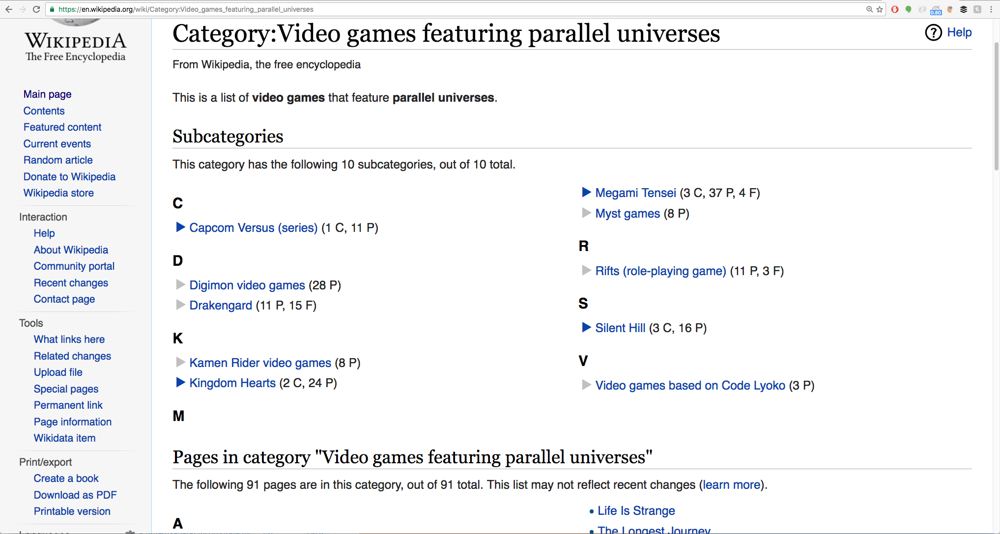 https://en.wikipedia.org/wiki/Category:Video_games_featuring_parallel_universes
0.80
WIKIPEDIA
The Free Encyclopedia
Main page
Contents
Featured content
Current events
Random article
Donate to Wikipedia
Wikipedia store
Interaction
Help
About Wikipedia
Community portal
Recent changes
Contact page
Tools
What links here
Related changes
Upload file
Special pages
Permanent link
Page information
Wikidata item
Print/export
Create a book
Download as PDF
Printable version
Languages
Category:Video games featuring parallel universes
Help
From Wikipedia, the free encyclopedia
This is a list of video games that feature parallel universes.
Subcategories
This category has the following 10 subcategories, out of 10 total.
C
Capcom Versus (series) (1 C, 11 P)
D
Digimon video games (28 P)
Drakengard (11 P, 15 F)
K
Kamen Rider video games (8 P)
Kingdom Hearts (2 C, 24 P)
M
Megami Tensei (3 C, 37 P, 4 F)
Myst games (8 P)
R
Rifts (role-playing game) (11 P, 3 F)
S
Silent Hill (3 C, 16 P)
V
Video games based on Code Lyoko (3 P)
Pages in category "Video games featuring parallel universes"
The following 91 pages are in this category, out of 91 total. This list may not reflect recent changes (learn more).
A
• Life Is Strange
• The Longest Journey